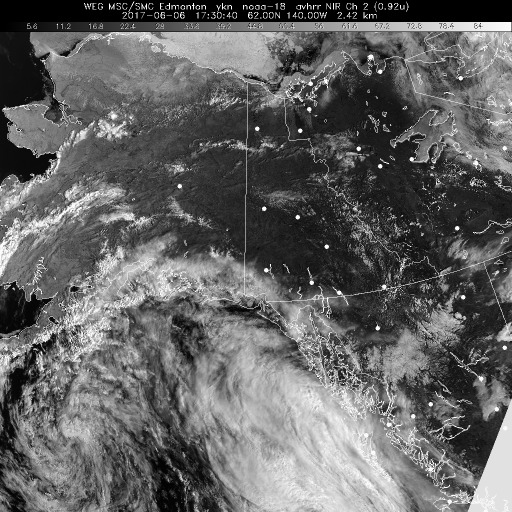 WEG MSC/SMC Edmonton ykn noaa-18 avhrr NIR Ch 2 (0.92u)
2017-06-06 17:30:40 62.00N 140.00W 2.42 km
5.6 11.2 16.8 22.4 28 33.6 39.2 44.8 50.4 56 61.6 67.2 72.8 78.4 84